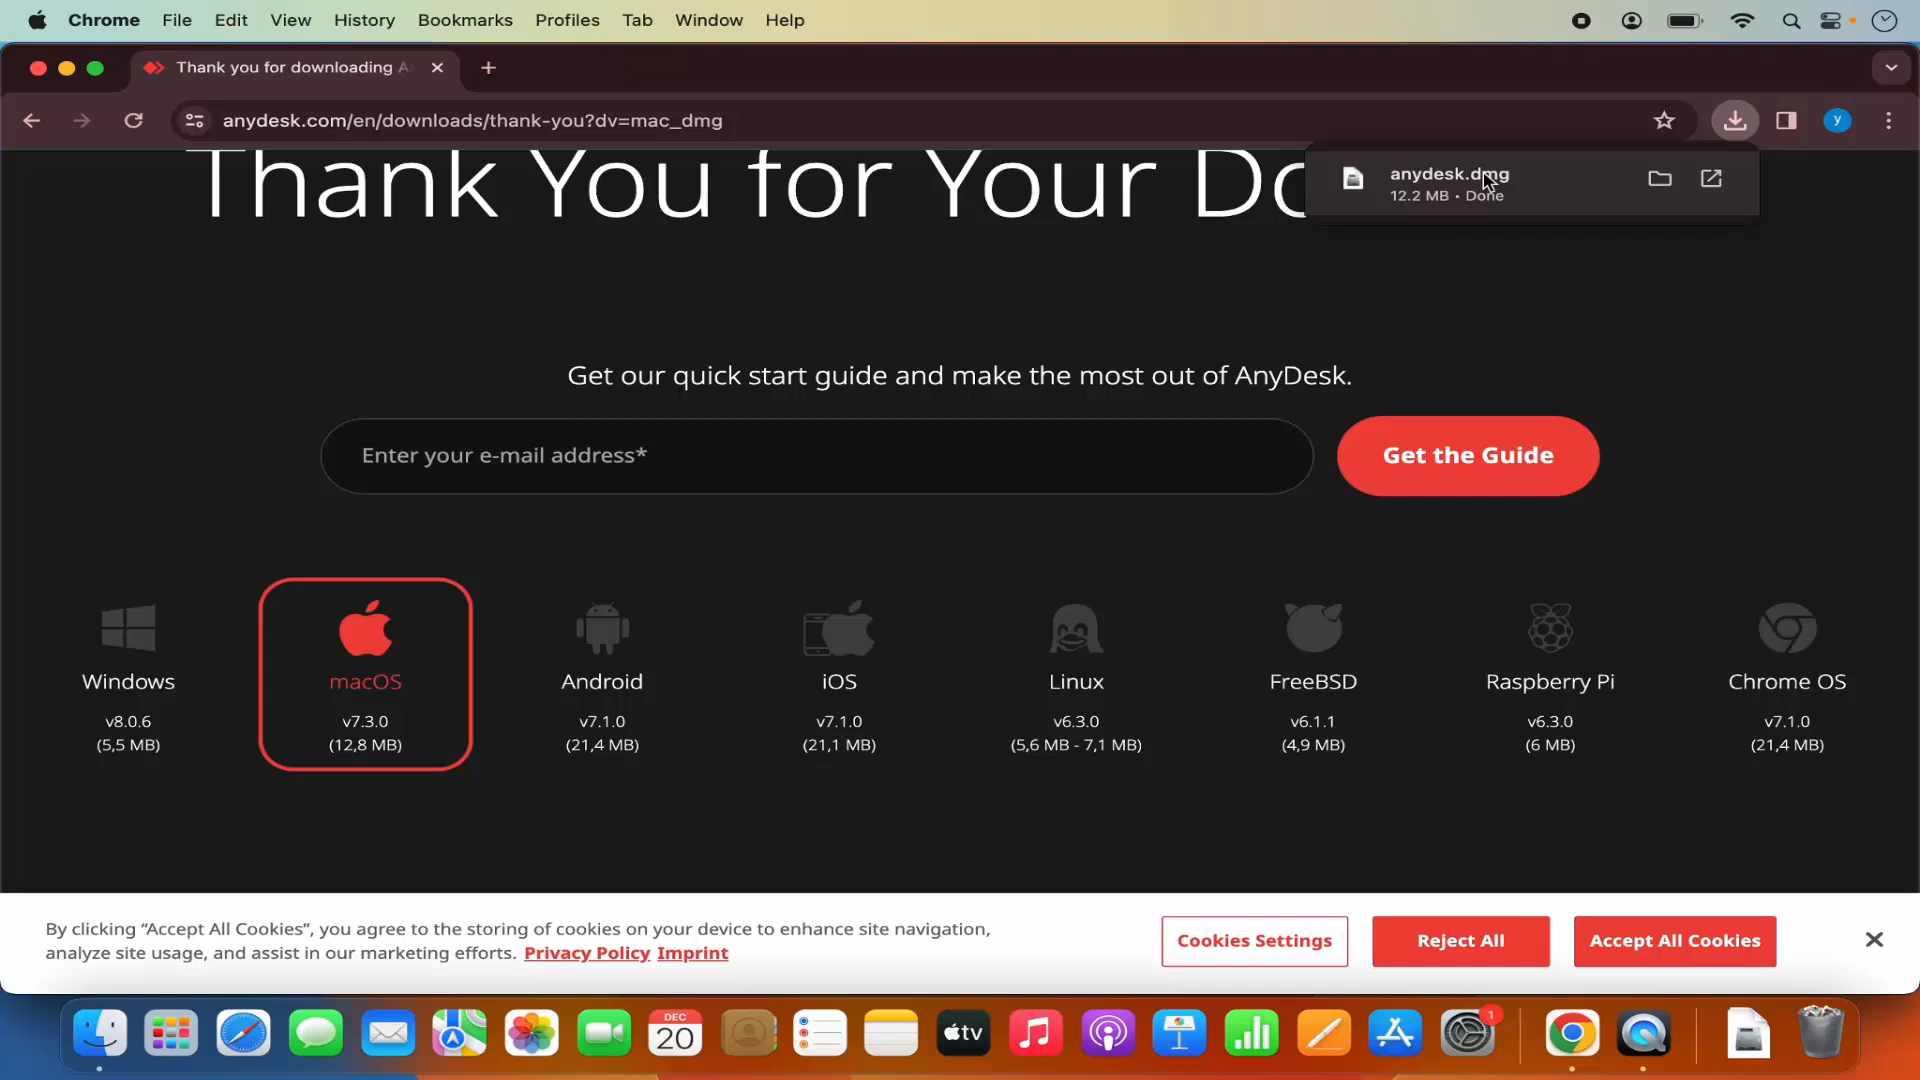 Chrome File Edit View History Bookmarks Profiles Tab Window Help
Thank you for downloading A
anydesk.com/en/downloads/thank-you?dv=mac_dmg
y
Thank You for Your Do
anydesk.dmg
12.2 MB • Done
Get our quick start guide and make the most out of AnyDesk.
Enter your e-mail address*
Get the Guide
Windows macOS Android iOS Linux FreeBSD Raspberry Pi Chrome OS
v8.0.6 v7.3.0 v7.1.0 v7.1.0 v6.3.0 v6.1.1 v6.3.0 v7.1.0
(5,5 MB) (12,8 MB) (21,4 MB) (21,1 MB) (5,6 MB - 7,1 MB) (4,9 MB) (6 MB) (21,4 MB)
By clicking “Accept All Cookies”, you agree to the storing of cookies on your device to enhance site navigation,
analyze site usage, and assist in our marketing efforts. Privacy Policy Imprint
Cookies Settings
Reject All
Accept All Cookies
DEC
20
tv
1